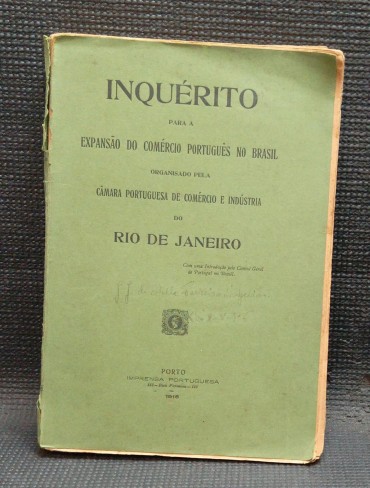 INQUÉRITO
PARA A
EXPANSÃO DO COMÉRCIO PORTUGUÊS NO BRASIL
ORGANISADO PELA
CÂMARA PORTUGUESA DE COMÉRCIO E INDÚSTRIA
DO
RIO DE JANEIRO
Com uma Introdução pelo Cônsul Geral
de Portugal no Brasil.
PORTO
IMPRENSA PORTUGUESA